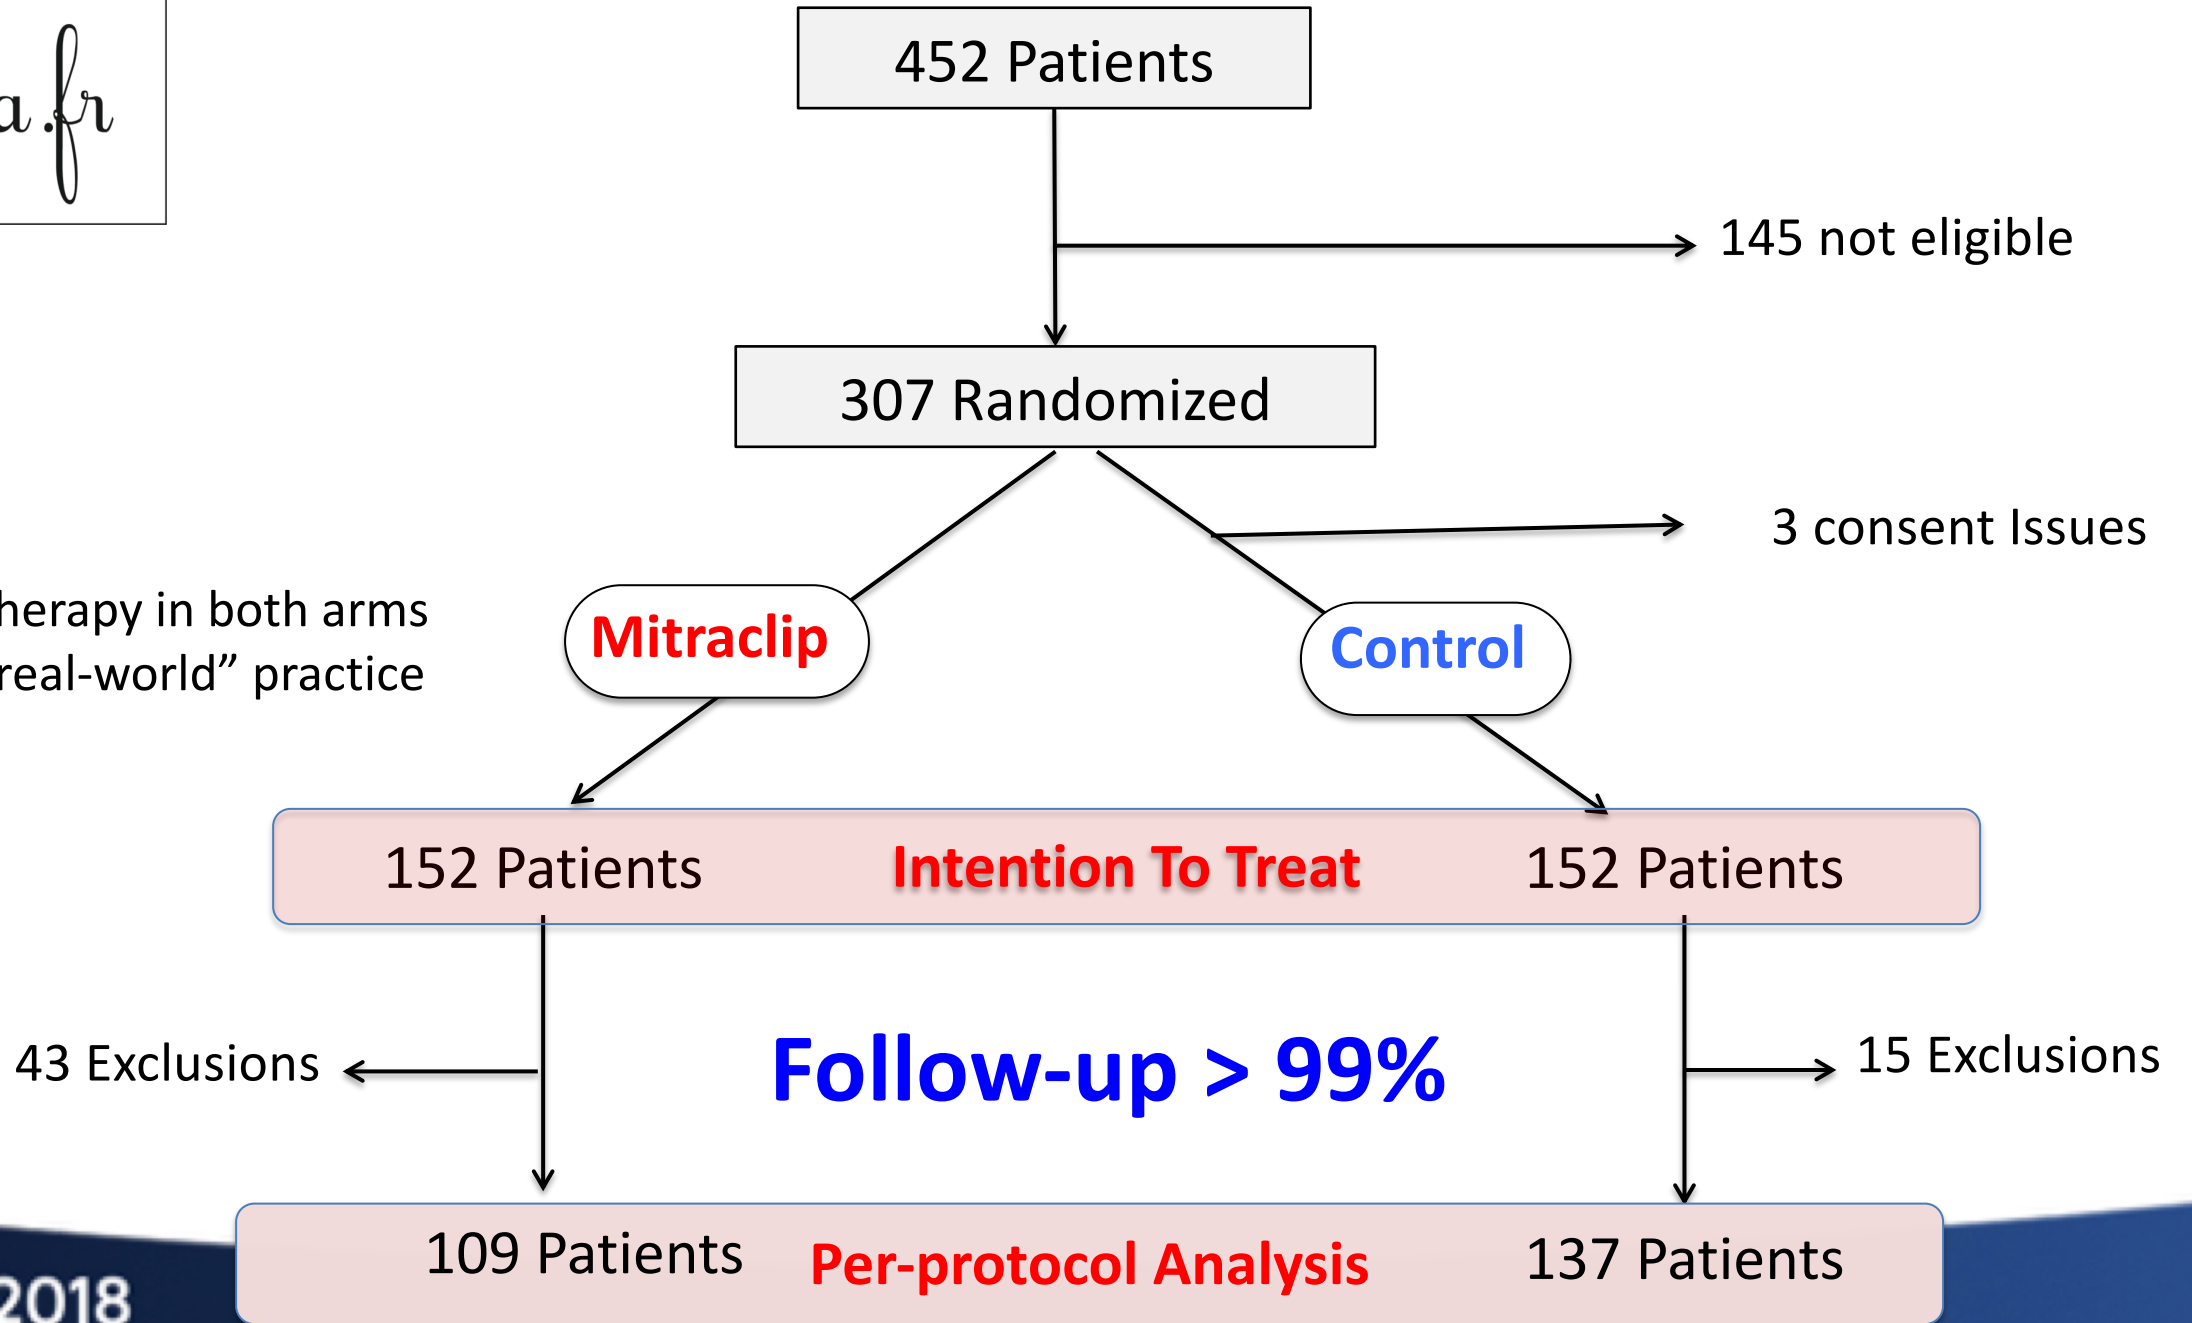 452 Patients
a.fr
145 not eligible
307 Randomized
3 consent Issues
herapy in both arms
real-world” practice
Mitraclip
Control
152 Patients Intention To Treat 152 Patients
43 Exclusions
Follow-up > 99%
15 Exclusions
109 Patients Per-protocol Analysis 137 Patients
2018